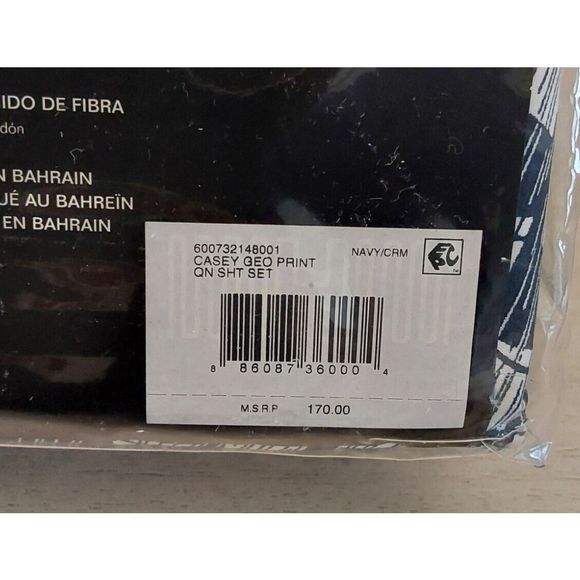 IDO DE FIBRA
dón
N BAHRAIN
UÉ AU BAHREÏN
EN BAHRAIN
600732148001
CASEY GEO PRINT
QN SHT SET
NAVY/CRM
8 86087 36000 4
M.S.R.P 170.00